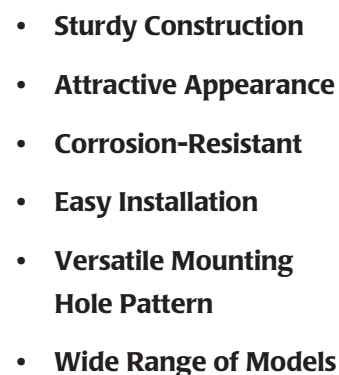 • Sturdy Construction
• Attractive Appearance
• Corrosion-Resistant
• Easy Installation
• Versatile Mounting
Hole Pattern
• Wide Range of Models